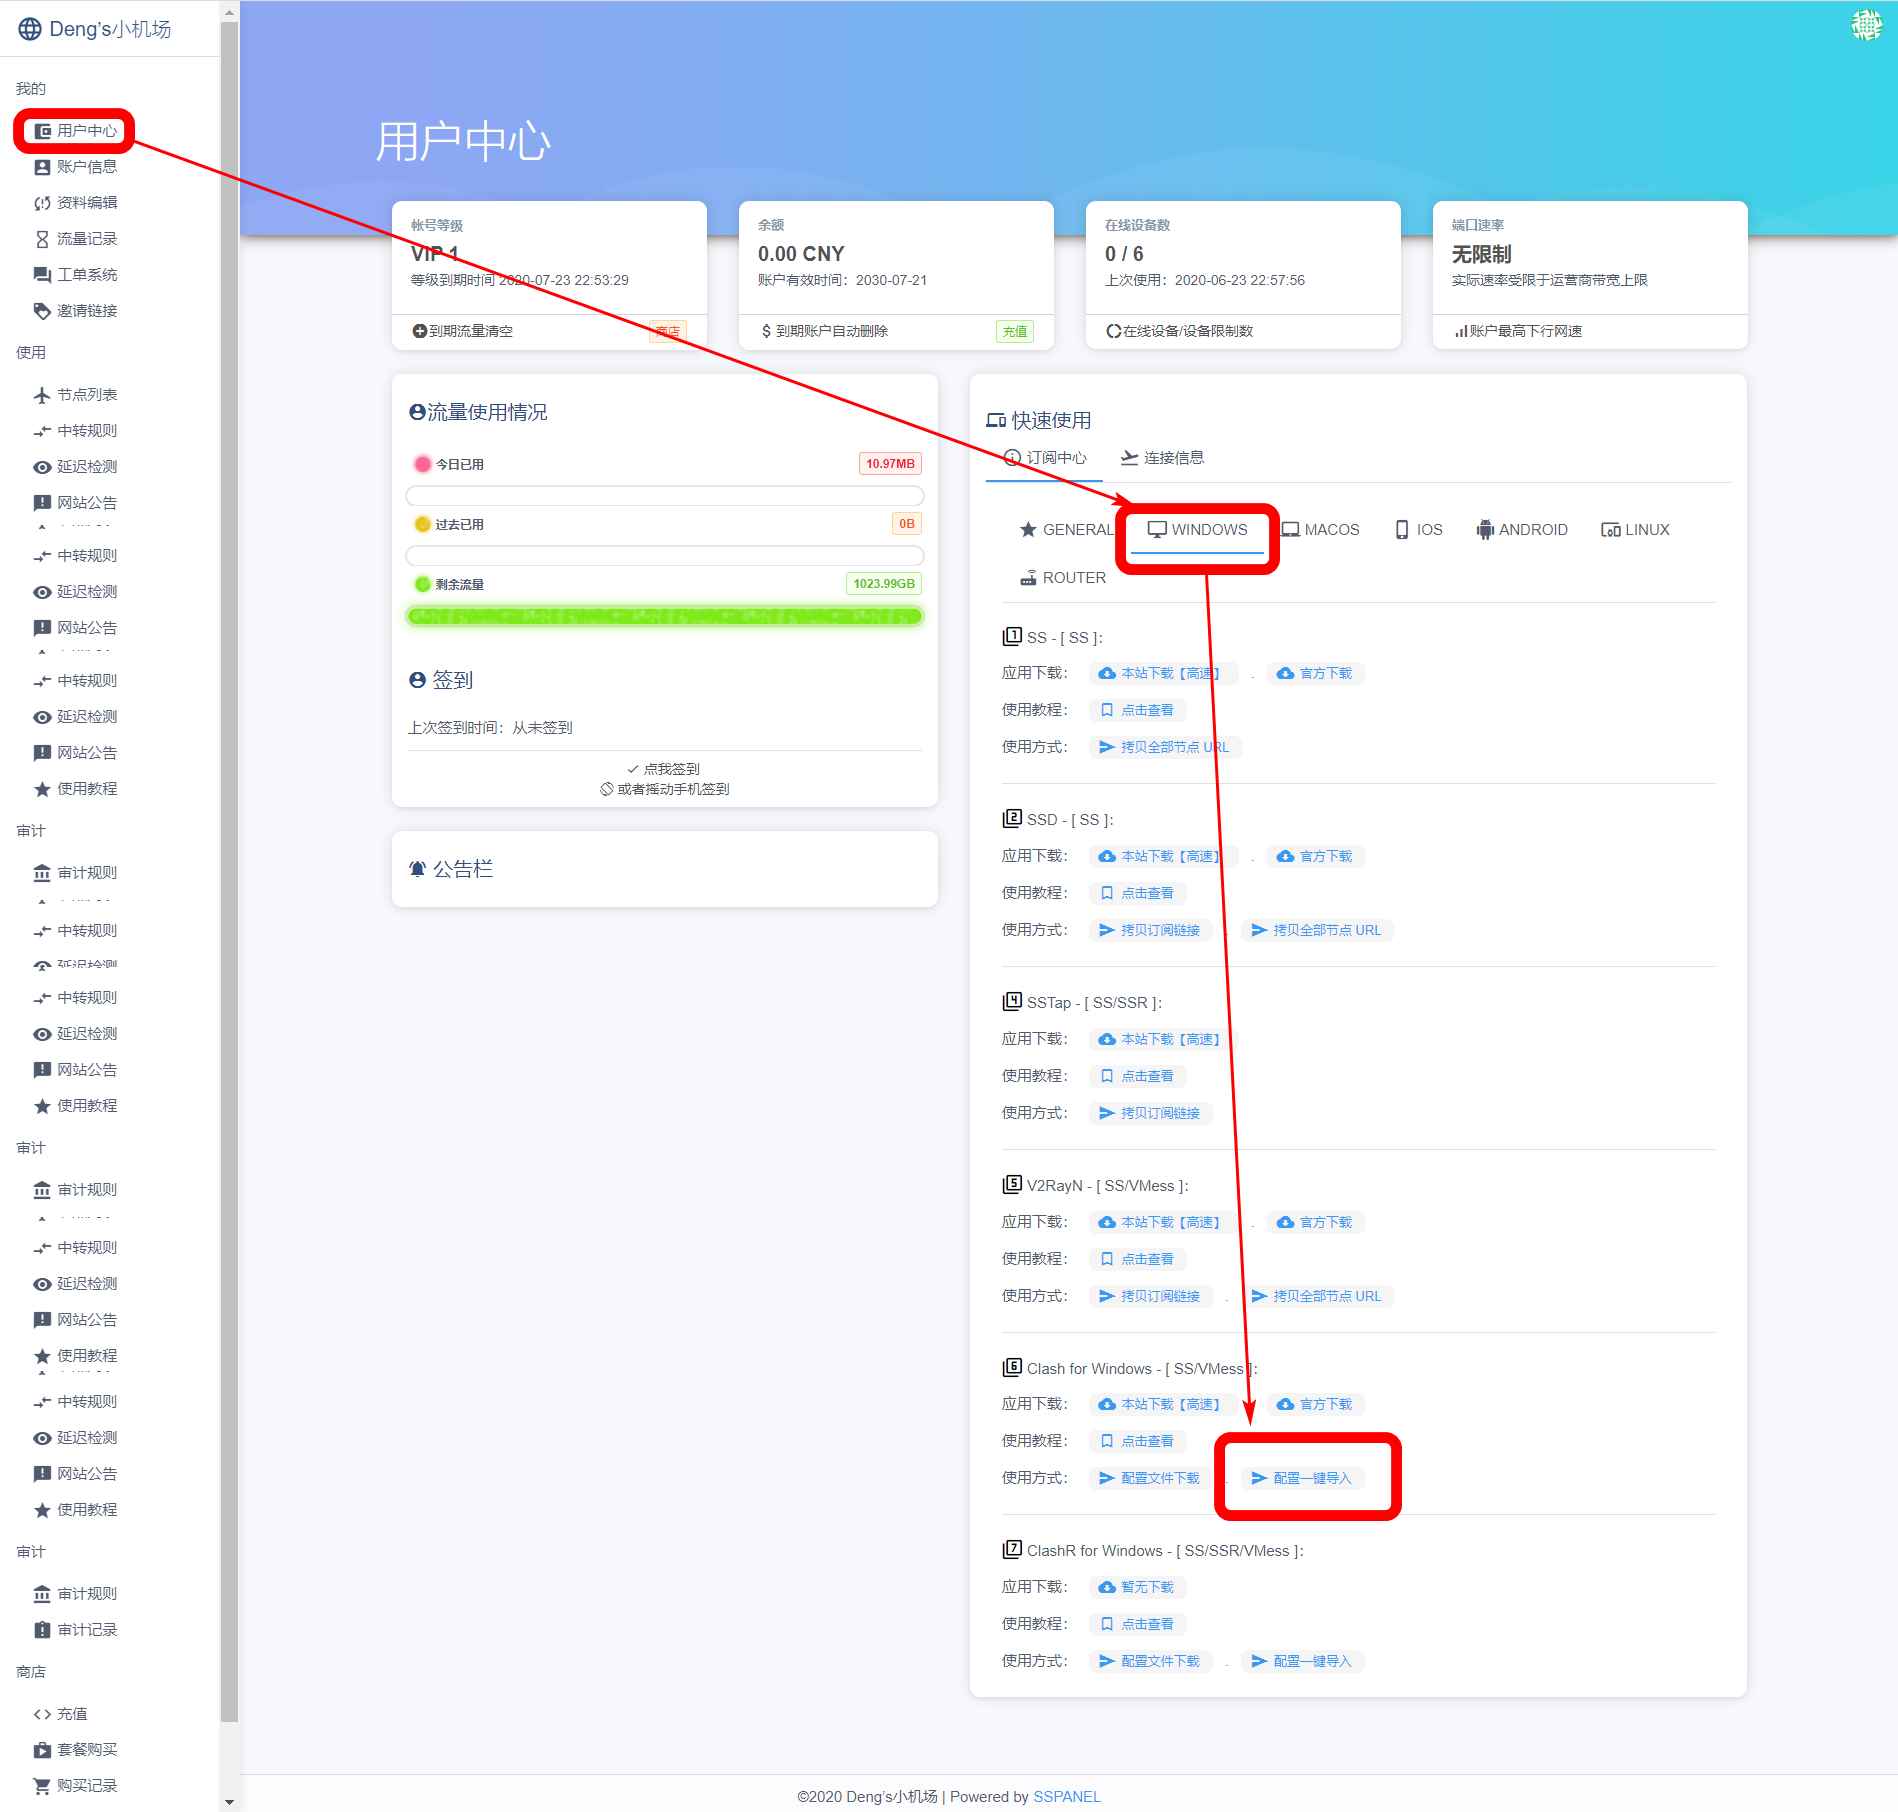 Deng's小机场
我的
用户中心
账户信息
资料编辑
流量记录
工单系统
邀请链接
使用
节点列表
中转规则
延迟检测
网站公告
中转规则
延迟检测
网站公告
中转规则
延迟检测
网站公告
使用教程
审计
审计规则
中转规则
延迟检测
中转规则
延迟检测
网站公告
使用教程
审计
审计规则
中转规则
延迟检测
网站公告
使用教程
中转规则
延迟检测
网站公告
使用教程
审计
审计规则
审计记录
商店
充值
套餐购买
购买记录
用户中心
帐号等级
VIP 1
等级到期时间 2020-07-23 22:53:29
到期流量清空 商店
余额
0.00 CNY
账户有效时间：2030-07-21
到期账户自动删除 充值
在线设备数
0 / 6
上次使用：2020-06-23 22:57:56
在线设备/设备限制数
端口速率
无限制
实际速率受限于运营商带宽上限
账户最高下行网速
流量使用情况
今日已用 10.97MB
过去已用 0B
剩余流量 1023.99GB
签到
上次签到时间：从未签到
点我签到
或者摇动手机签到
公告栏
快速使用
订阅中心 连接信息
GENERAL WINDOWS MACOS IOS ANDROID LINUX
ROUTER
1 SS - [ SS ]:
应用下载： 本站下载【高速】 . 官方下载
使用教程： 点击查看
使用方式： 拷贝全部节点 URL
2 SSD - [ SS ]:
应用下载： 本站下载【高速】 . 官方下载
使用教程： 点击查看
使用方式： 拷贝订阅链接 . 拷贝全部节点 URL
4 SSTap - [ SS/SSR ]:
应用下载： 本站下载【高速】
使用教程： 点击查看
使用方式： 拷贝订阅链接
5 V2RayN - [ SS/VMess ]:
应用下载： 本站下载【高速】 . 官方下载
使用教程： 点击查看
使用方式： 拷贝订阅链接 . 拷贝全部节点 URL
6 Clash for Windows - [ SS/VMess ]:
应用下载： 本站下载【高速】 官方下载
使用教程： 点击查看
使用方式： 配置文件下载 . 配置一键导入
7 ClashR for Windows - [ SS/SSR/VMess ]:
应用下载： 暂无下载
使用教程： 点击查看
使用方式： 配置文件下载 . 配置一键导入
©2020 Deng's小机场 | Powered by SSPANEL